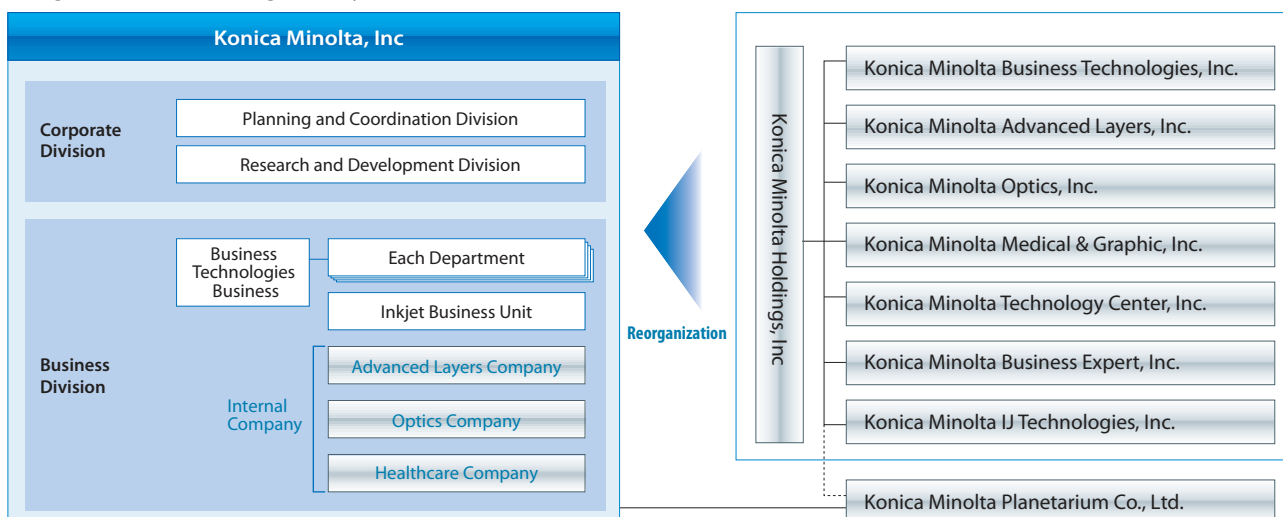 Konica Minolta, Inc
Corporate
Division
Planning and Coordination Division
Research and Development Division
Business
Division
Business
Technologies
Business
Each Department
Inkjet Business Unit
Internal
Company
Advanced Layers Company
Optics Company
Healthcare Company
Reorganization
Konica Minolta Holdings, Inc
Konica Minolta Business Technologies, Inc.
Konica Minolta Advanced Layers, Inc.
Konica Minolta Optics, Inc.
Konica Minolta Medical & Graphic, Inc.
Konica Minolta Technology Center, Inc.
Konica Minolta Business Expert, Inc.
Konica Minolta IJ Technologies, Inc.
Konica Minolta Planetarium Co., Ltd.